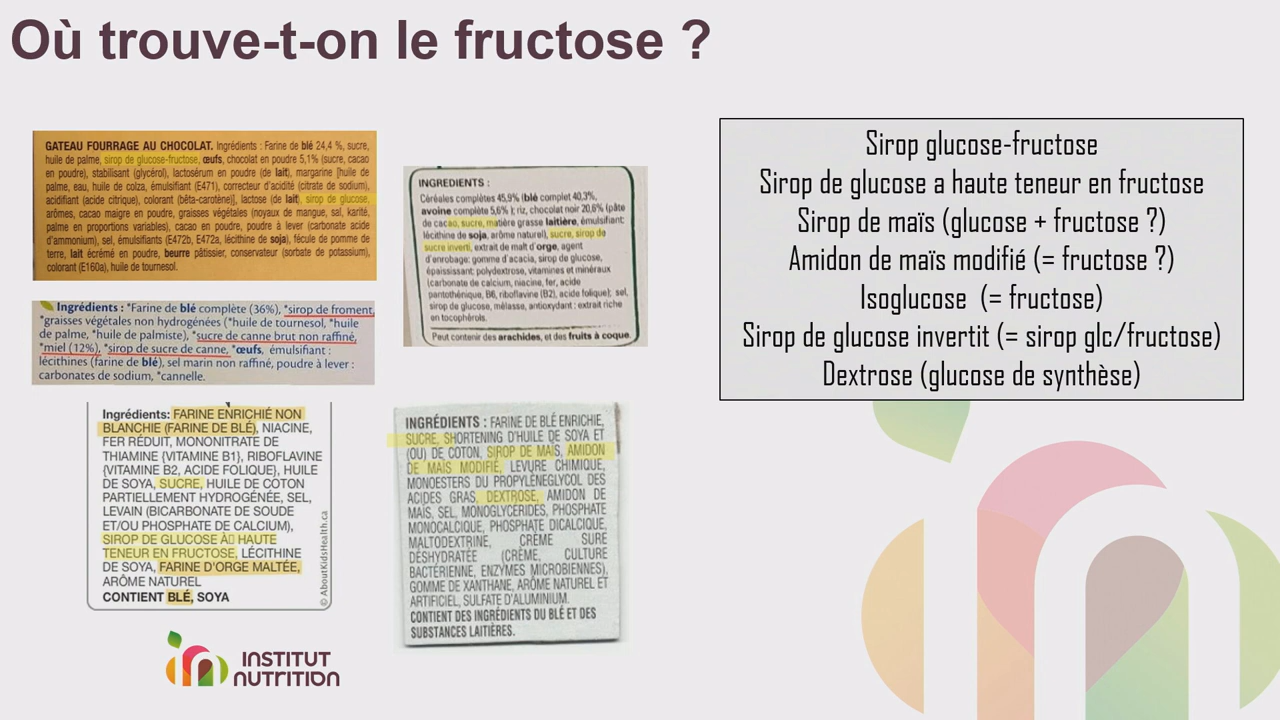 Où trouve-t-on le fructose ?
GATEAU FOURRAGE AU CHOCOLAT. Ingrédients : Farine de blé 24,4 %, sucre,
huile de palme, sirop de glucose-fructose, œufs, chocolat en poudre 5,1% (sucre, cacao
en poudre), stabilisant (glycérol), lactosérum en poudre (de lait), margarine [huile de
palme, eau, huile de colza, émulsifiant (E471), correcteur d'acidité (citrate de sodium),
acidifiant (acide citrique), colorant (bêta-carotène)], lactose (de lait), sirop de glucose,
arômes, cacao maigre en poudre, graisses végétales (noyaux de mangue, sal, karité,
palme en proportions variables), cacao en poudre, poudre à lever (carbonate acide
d'ammonium), sel, émulsifiants (E472b, E472a, lécithine de soja), fécule de pomme de
terre, lait écrémé en poudre, beurre pâtissier, conservateur (sorbate de potassium),
colorant (E160a), huile de tournesol.
INGREDIENTS :
Céréales complètes 45,9% (blé complet 40,3%,
avoine complète 5,6% ); riz, chocolat noir 20,6% (pâte
de cacao, sucre, matière grasse laitière, émulsifiant:
lécithine de soja, arôme naturel), sucre, sirop de
sucre inverti, extrait de malt d'orge, agent
d'enrobage: gomme d'acacia, sirop de glucose,
épaississant: polydextrose, vitamines et minéraux
(carbonate de calcium, niacine, fer, acide
pantothénique, B6, riboflavine (B2), acide folique), sel,
sirop de glucose, mélasse, antioxydant : extrait riche
en tocophérols.
Peut contenir des arachides, et des fruits à coque.
Ingrédients : *Farine de blé complète (36%), *sirop de froment,
*graisses végétales non hydrogénées (*huile de tournesol, *huile
de palme, *huile de palmiste), *sucre de canne brut non raffiné,
*miel (12%), *sirop de sucre de canne, *œufs, émulsifiant :
lécithines (farine de blé), sel marin non raffiné, poudre à lever :
carbonates de sodium, *cannelle.
Ingrédients: FARINE ENRICHIÉ NON
BLANCHIE (FARINE DE BLÉ), NIACINE,
FER RÉDUIT, MONONITRATE DE
THIAMINE {VITAMINE B1}, RIBOFLAVINE
{VITAMINE B2, ACIDE FOLIQUE}, HUILE
DE SOYA, SUCRE, HUILE DE COTON
PARTIELLEMENT HYDROGÉNÉE, SEL,
LEVAIN (BICARBONATE DE SOUDE
ET/OU PHOSPHATE DE CALCIUM),
SIROP DE GLUCOSE À HAUTE
TENEUR EN FRUCTOSE, LÉCITHINE
DE SOYA, FARINE D'ORGE MALTÉE,
ARÔME NATUREL
CONTIENT BLÉ, SOYA
© AboutKidsHealth.ca
INGRÉDIENTS : FARINE DE BLÉ ENRICHIE,
SUCRE, SHORTENING D'HUILE DE SOYA ET
(OU) DE COTON, SIROP DE MAÏS, AMIDON
DE MAÏS MODIFIÉ, LEVURE CHIMIQUE,
MONOESTERS DU PROPYLÈNEGLYCOL DES
ACIDES GRAS, DEXTROSE, AMIDON DE
MAÏS, SEL, MONOGLYCERIDES, PHOSPHATE
MONOCALCIQUE, PHOSPHATE DICALCIQUE,
MALTODEXTRINE, CRÈME SURE
DÉSHYDRATÉE (CRÈME, CULTURE
BACTÉRIENNE, ENZYMES MICROBIENNES),
GOMME DE XANTHANE, ARÔME NATUREL ET
ARTIFICIEL, SULFATE D'ALUMINIUM.
CONTIENT DES INGRÉDIENTS DU BLÉ ET DES
SUBSTANCES LAITIÈRES.
Sirop glucose-fructose
Sirop de glucose a haute teneur en fructose
Sirop de maïs (glucose + fructose ?)
Amidon de maïs modifié (= fructose ?)
Isoglucose (= fructose)
Sirop de glucose invertit (= sirop glc/fructose)
Dextrose (glucose de synthèse)
INSTITUT
NUTRITION